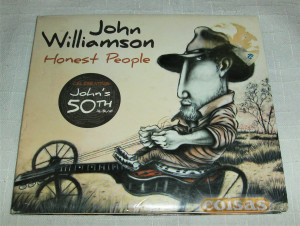 John
Williamson
Honest People
John's
50TH
coisas